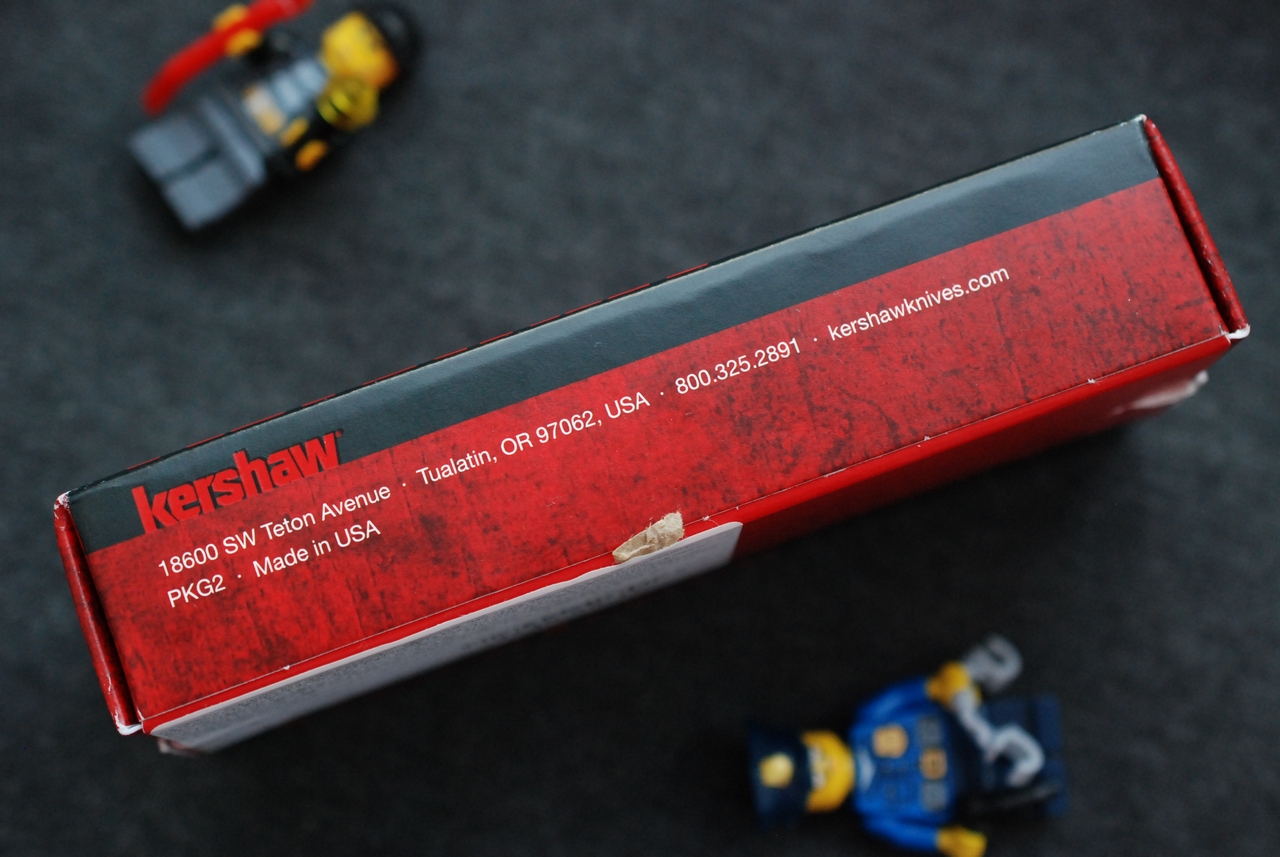 kershaw
18600 SW Teton Avenue · Tualatin, OR 97062, USA · 800.325.2891 · kershawknives.com
PKG2 · Made in USA